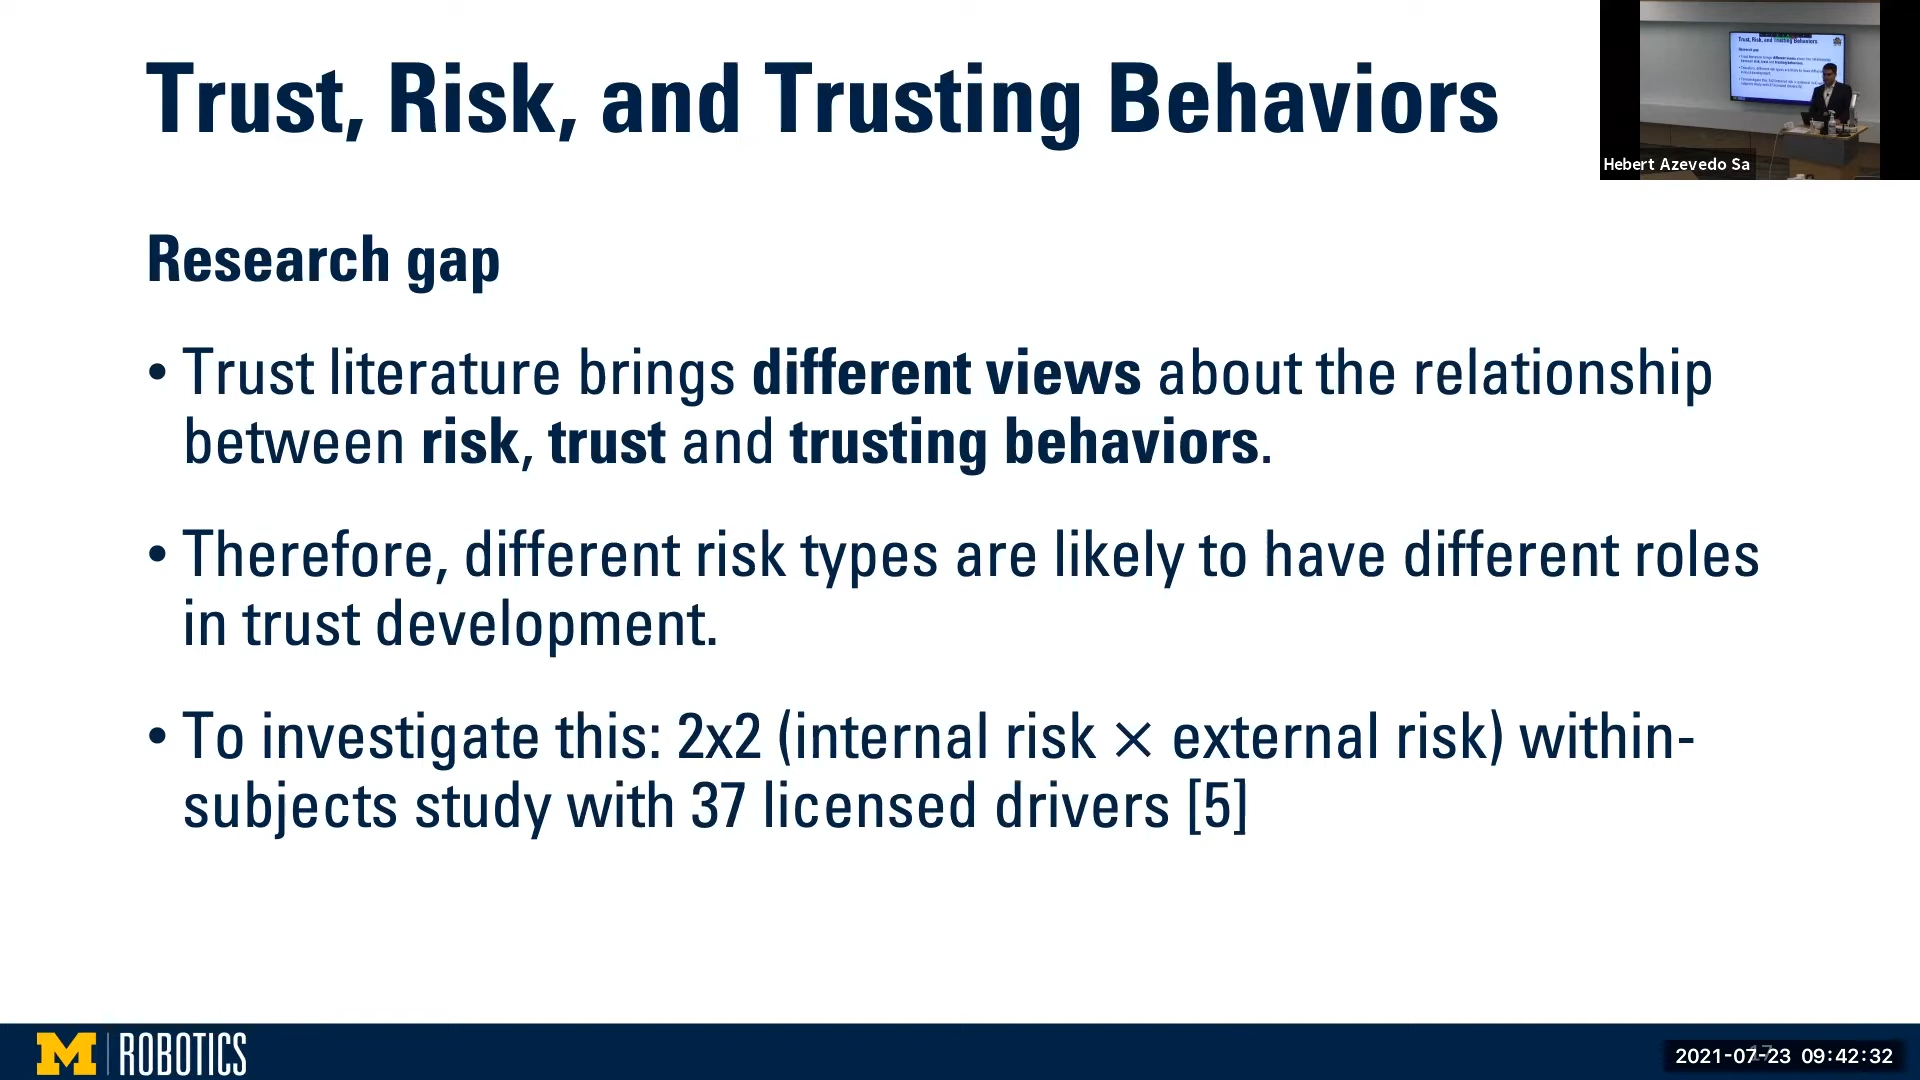 Trust, Risk, and Trusting Behaviors
Hebert Azevedo Sa
Research gap
• Trust literature brings different views about the relationship
between risk, trust and trusting behaviors.
• Therefore, different risk types are likely to have different roles
in trust development.
• To investigate this: 2x2 (internal risk × external risk) within-
subjects study with 37 licensed drivers [5]
M ROBOTICS
2021-07-23 09:42:32